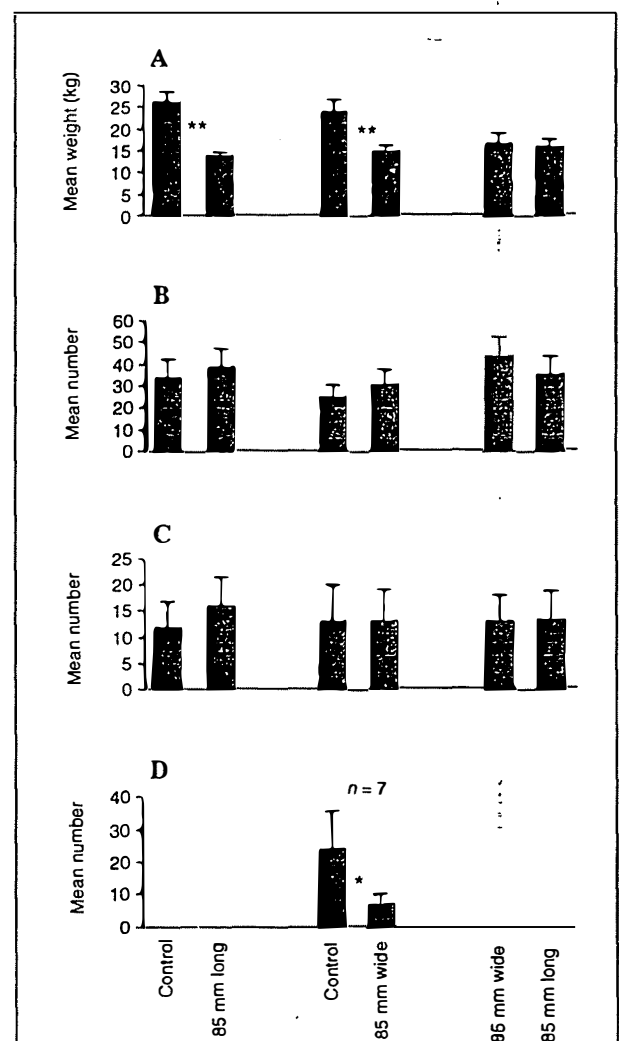 A
Mean weight (kg)
30
25
20
15
10
5
0
**
**
B
Mean number
60
50
40
30
20
10
0
C
Mean number
25
20
15
10
5
0
D
Mean number
40
30
20
10
0
n = 7
*
Control
85 mm long
Control
85 mm wide
95 mm wide
85 mm long